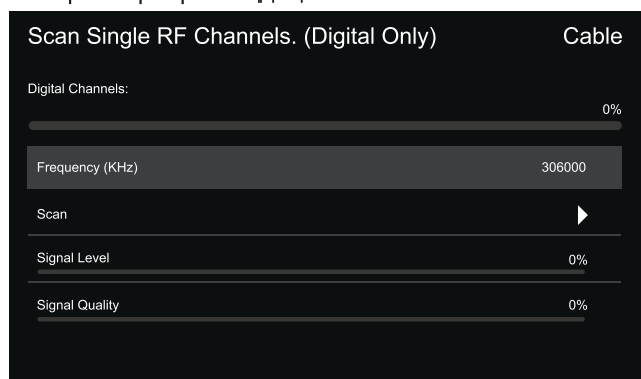 Scan Single RF Channels. (Digital Only) Cable
Digital Channels:
0%
Frequency (KHz) 306000
Scan
Signal Level 0%
Signal Quality 0%